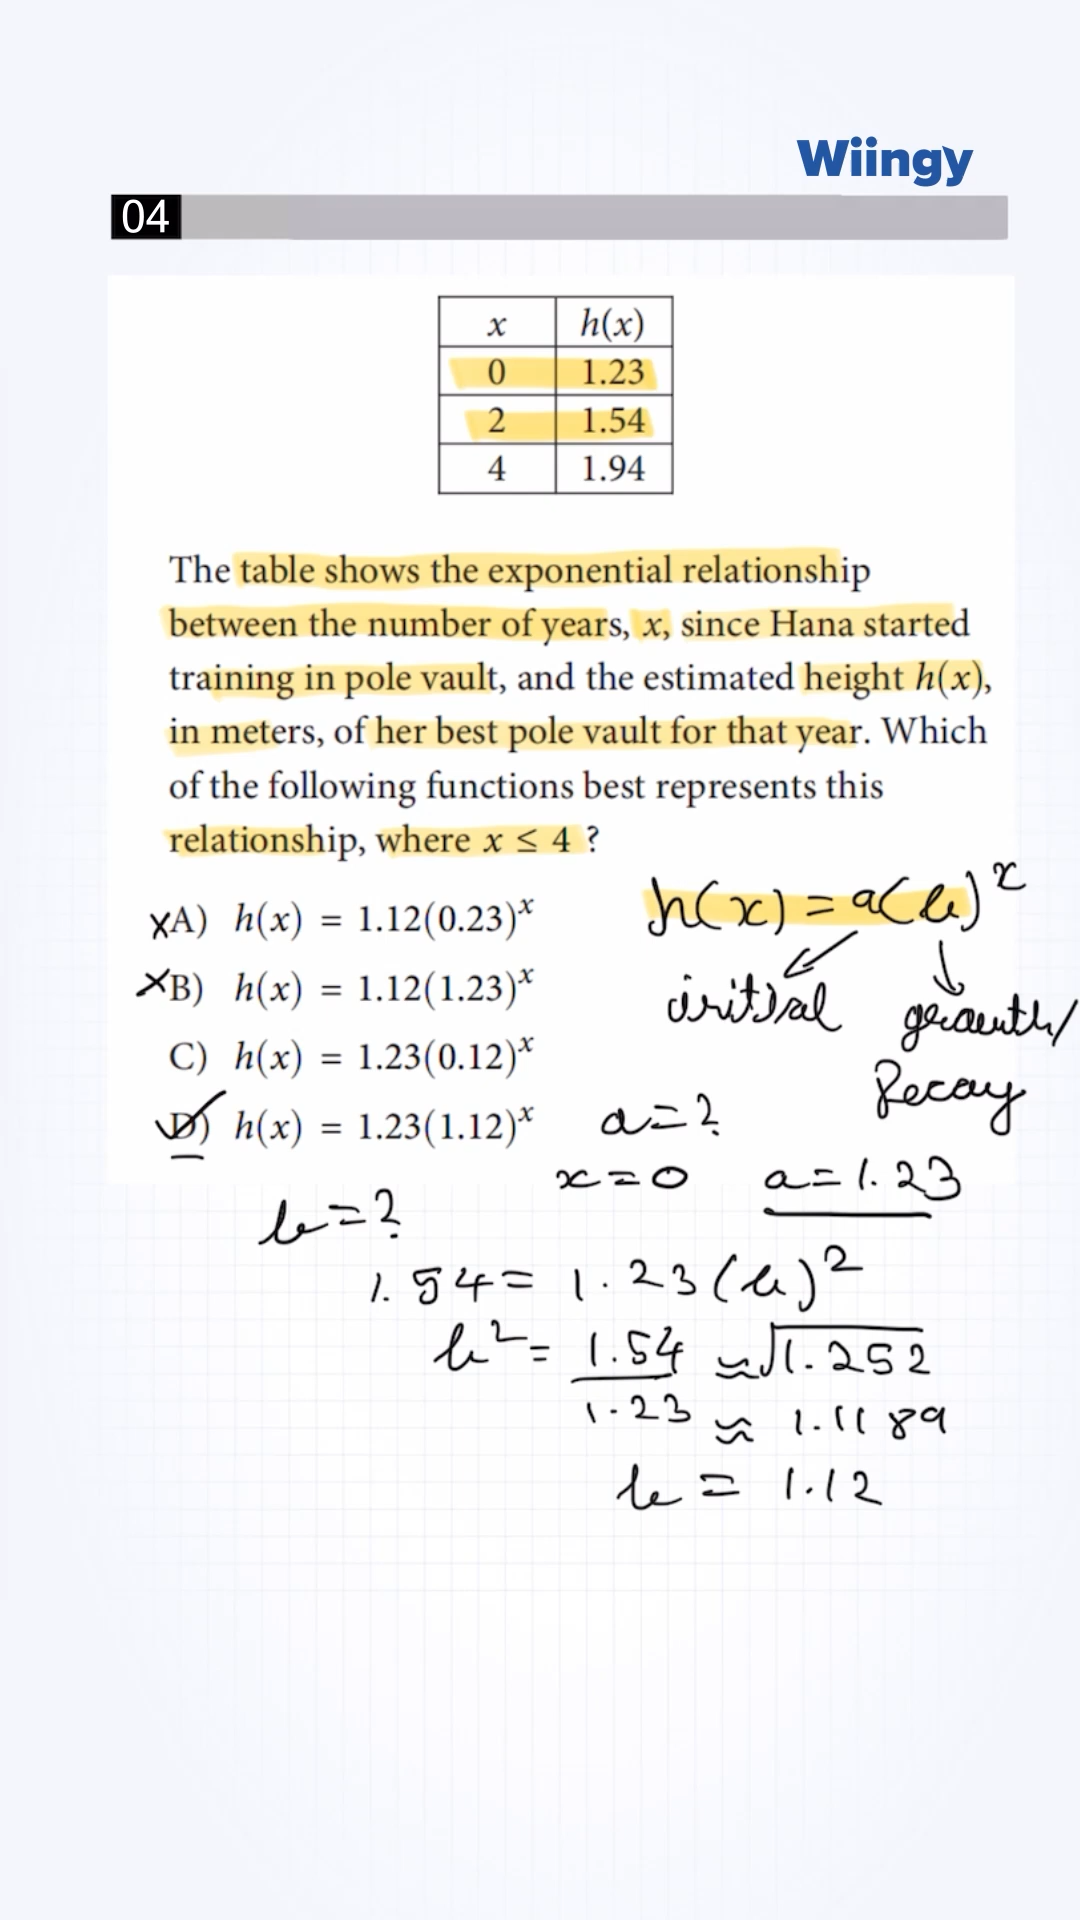 Wiingy
04
x h(x)
0 1.23
2 1.54
4 1.94
The table shows the exponential relationship
between the number of years, x, since Hana started
training in pole vault, and the estimated height h(x),
in meters, of her best pole vault for that year. Which
of the following functions best represents this
relationship, where x ≤ 4 ?
h(x) = a(b)^x
XA) h(x) = 1.12(0.23)^x
XB) h(x) = 1.12(1.23)^x
initial growth/
C) h(x) = 1.23(0.12)^x
Decay
D) h(x) = 1.23(1.12)^x
a=?
x=0 a=1.23
b=?
1.54= 1.23(b)^2
b^2= 1.54/1.23 ≈√1.252
≈ 1.1189
b = 1.12